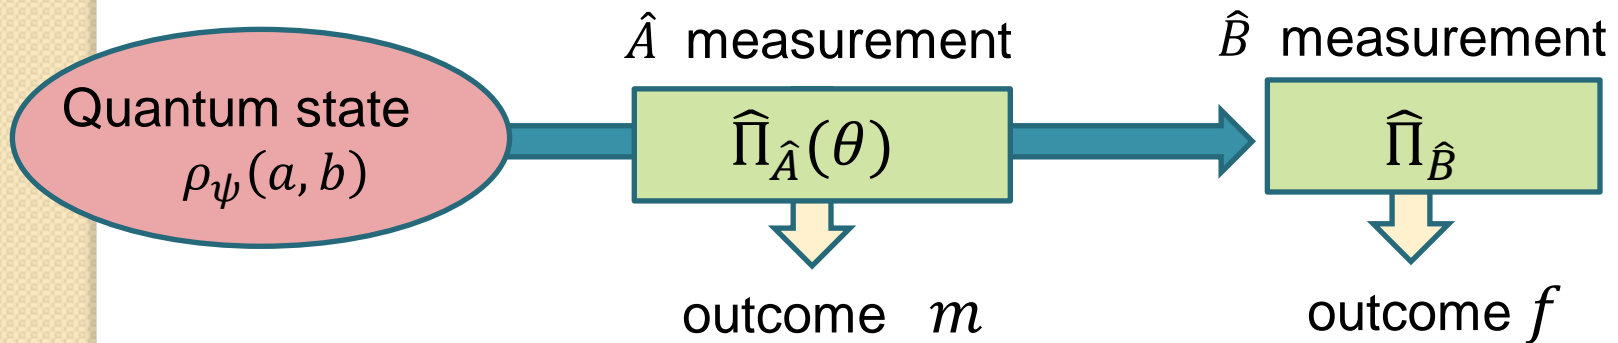 Â measurement
B̂ measurement
Quantum state
ρ_ψ(a, b)
Π̂_Â(θ)
Π̂_B̂
outcome m
outcome f